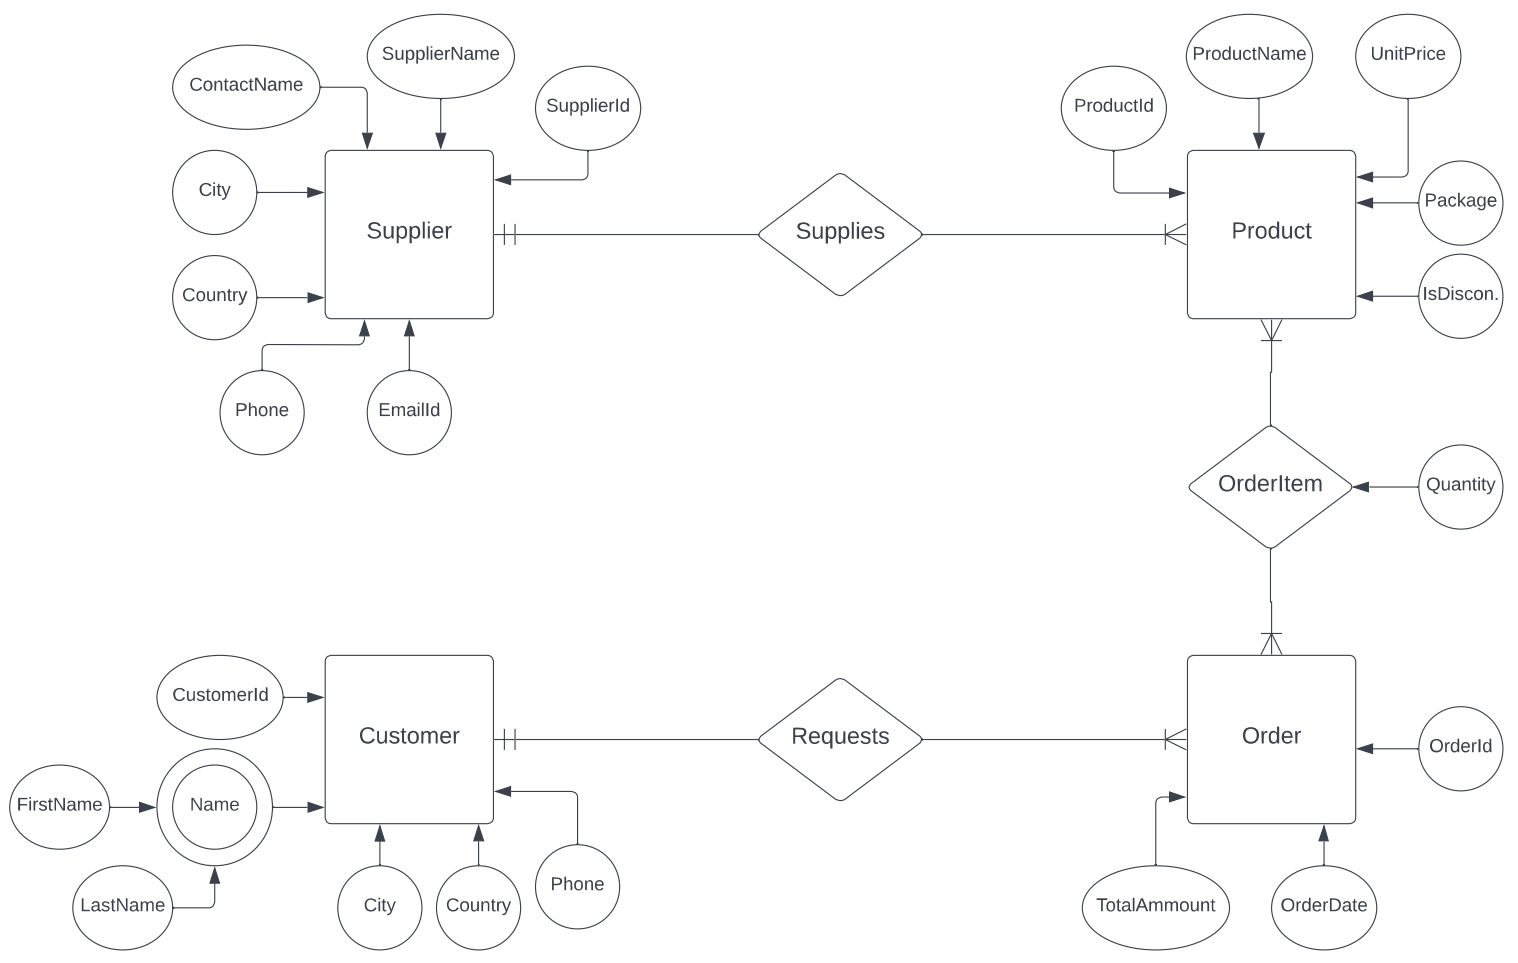 SupplierName
ProductName
UnitPrice
ContactName
SupplierId
ProductId
City
Package
Supplier
Supplies
Product
Country
IsDiscon.
Phone
EmailId
OrderItem
Quantity
CustomerId
Customer
Requests
Order
OrderId
FirstName
Name
Phone
LastName
City
Country
TotalAmmount
OrderDate